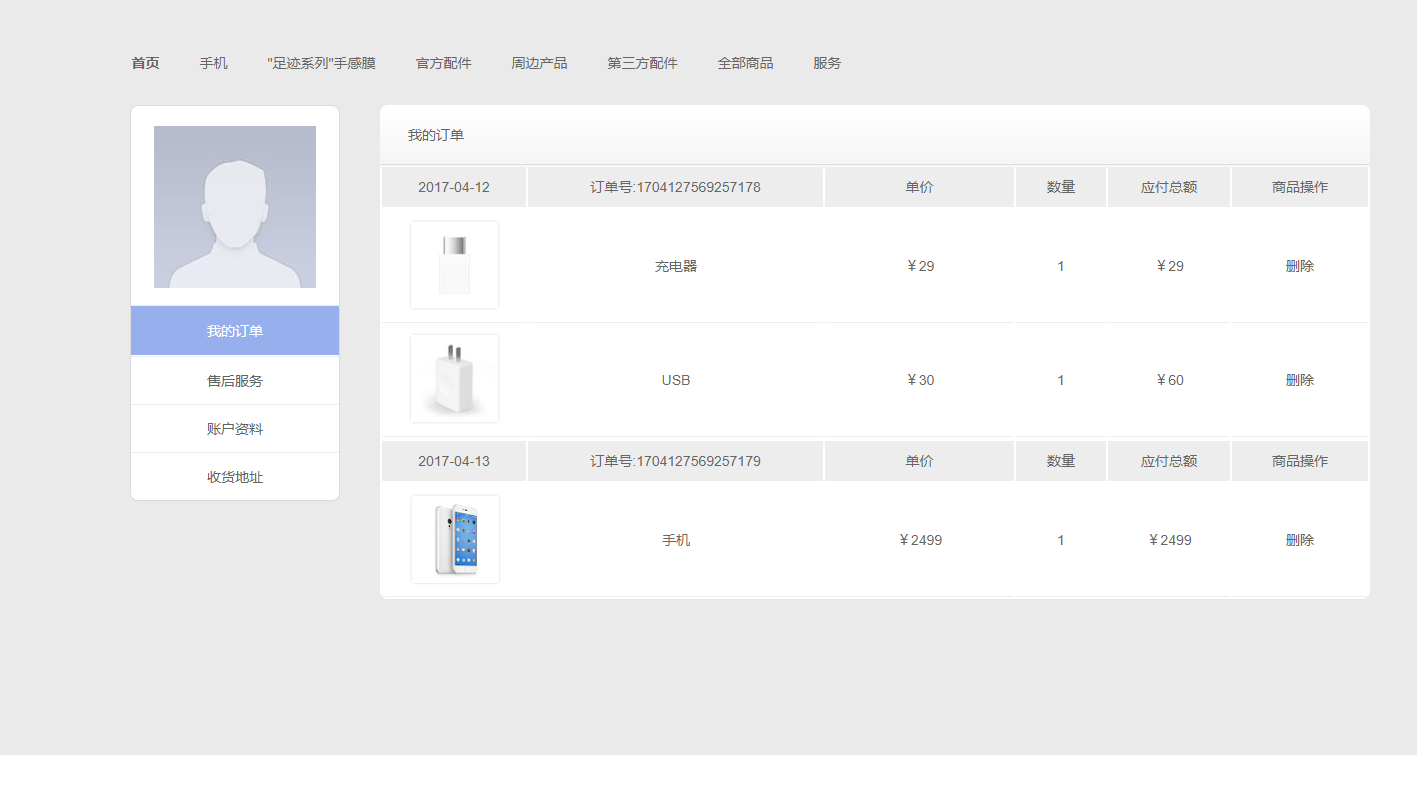 首页 手机 "足迹系列"手感膜 官方配件 周边产品 第三方配件 全部商品 服务
我的订单
售后服务
账户资料
收货地址
我的订单
2017-04-12 订单号:1704127569257178 单价 数量 应付总额 商品操作
充电器 ￥29 1 ￥29 删除
USB ￥30 1 ￥60 删除
2017-04-13 订单号:1704127569257179 单价 数量 应付总额 商品操作
手机 ￥2499 1 ￥2499 删除